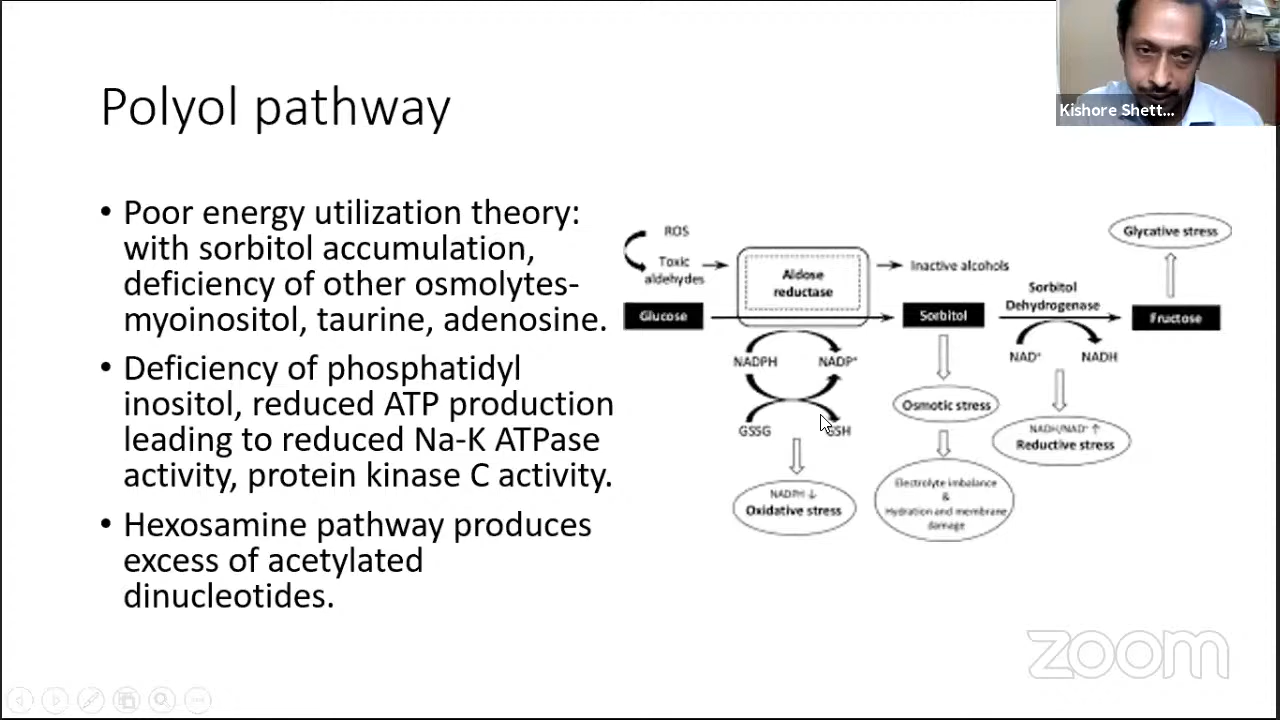 Polyol pathway
Kishore Shett...
• Poor energy utilization theory:
with sorbitol accumulation,
deficiency of other osmolytes-
myoinositol, taurine, adenosine.
• Deficiency of phosphatidyl
inositol, reduced ATP production
leading to reduced Na-K ATPase
activity, protein kinase C activity.
• Hexosamine pathway produces
excess of acetylated
dinucleotides.
ROS
Toxic
aldehydes
Aldose
reductase
Inactive alcohols
Glucose
Sorbitol
Sorbitol
Dehydrogenase
Fructose
Glycative stress
NADPH
NADP⁺
GSSG
GSH
NAD⁺
NADH
NADPH ↓
Oxidative stress
Osmotic stress
Electrolyte imbalance
&
Hydration and membrane
damage
NADH/NAD⁺ ↑
Reductive stress
zoom